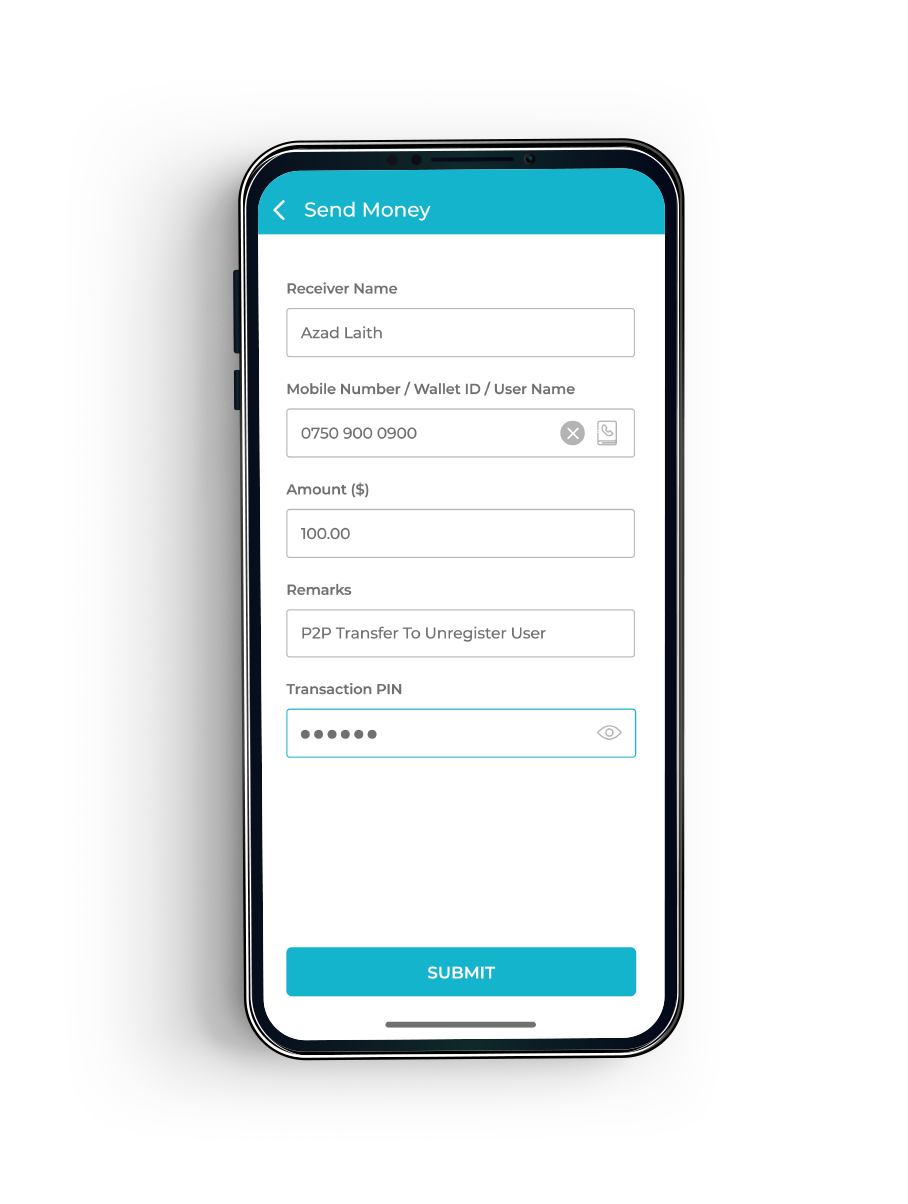 Send Money
Receiver Name
Azad Laith
Mobile Number / Wallet ID / User Name
0750 900 0900
Amount ($)
100.00
Remarks
P2P Transfer To Unregister User
Transaction PIN
SUBMIT